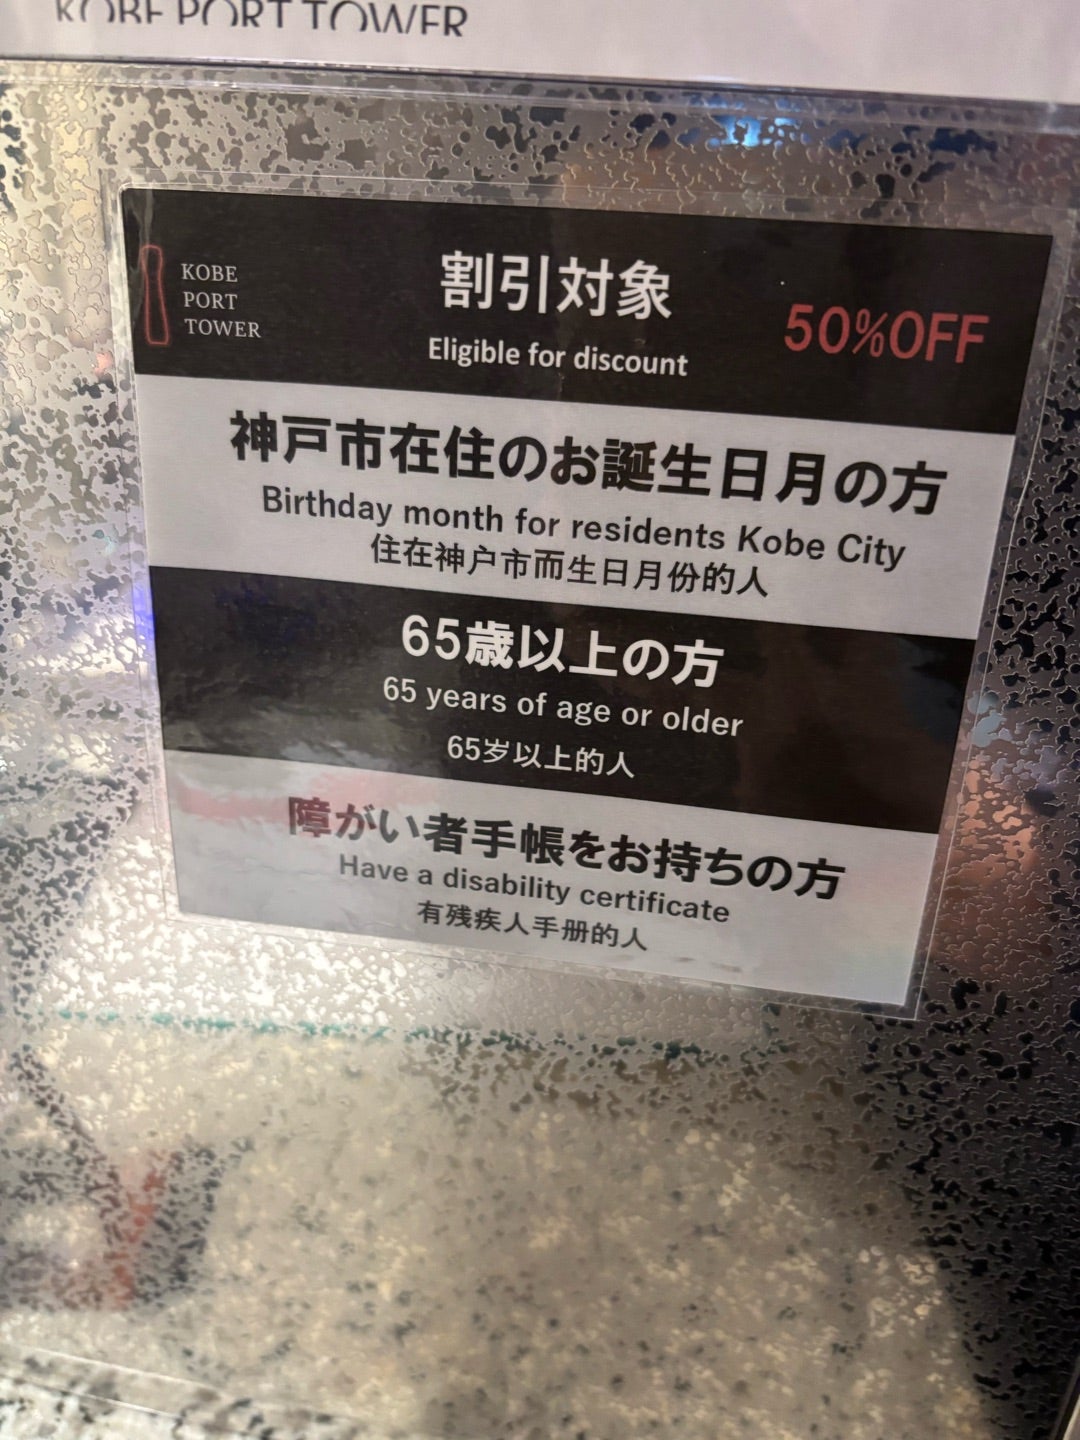 KOBE PORT TOWER
KOBE
PORT
TOWER
割引対象
Eligible for discount
50%OFF
神戸市在住のお誕生日月の方
Birthday month for residents Kobe City
住在神户市而生日月份的人
65歳以上の方
65 years of age or older
65岁以上的人
障がい者手帳をお持ちの方
Have a disability certificate
有残疾人手册的人